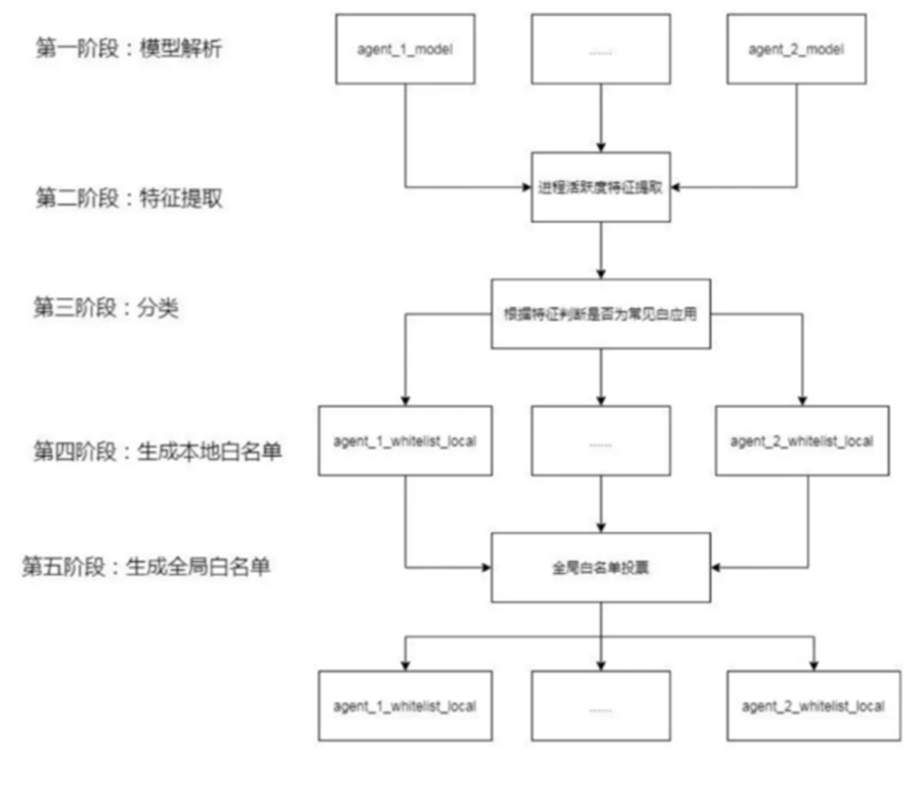 第一阶段：模型解析
agent_1_model
......
agent_2_model
第二阶段：特征提取
进程活跃度特征提取
第三阶段：分类
根据特征判断是否为常见白应用
第四阶段：生成本地白名单
agent_1_whitelist_local
......
agent_2_whitelist_local
第五阶段：生成全局白名单
全局白名单投票
agent_1_whitelist_local
......
agent_2_whitelist_local